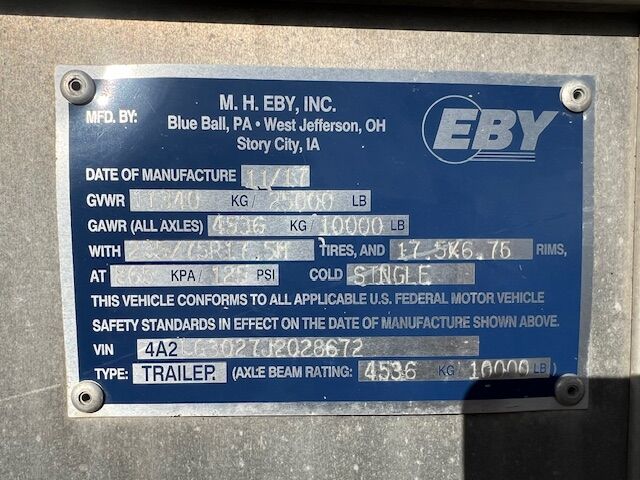 M. H. EBY, INC.
MFD. BY: Blue Ball, PA • West Jefferson, OH
Story City, IA
EBY
DATE OF MANUFACTURE 11/17
GVWR 11340 KG/ 25000 LB
GAWR (ALL AXLES) 4536 KG/ 10000 LB
WITH TIRES, AND 17.5X6.75 RIMS,
AT KPA/ 125 PSI COLD SINGLE
THIS VEHICLE CONFORMS TO ALL APPLICABLE U.S. FEDERAL MOTOR VEHICLE
SAFETY STANDARDS IN EFFECT ON THE DATE OF MANUFACTURE SHOWN ABOVE.
VIN 4A2 3027J2028672
TYPE: TRAILER (AXLE BEAM RATING: 4536 KG/ 10000 LB)